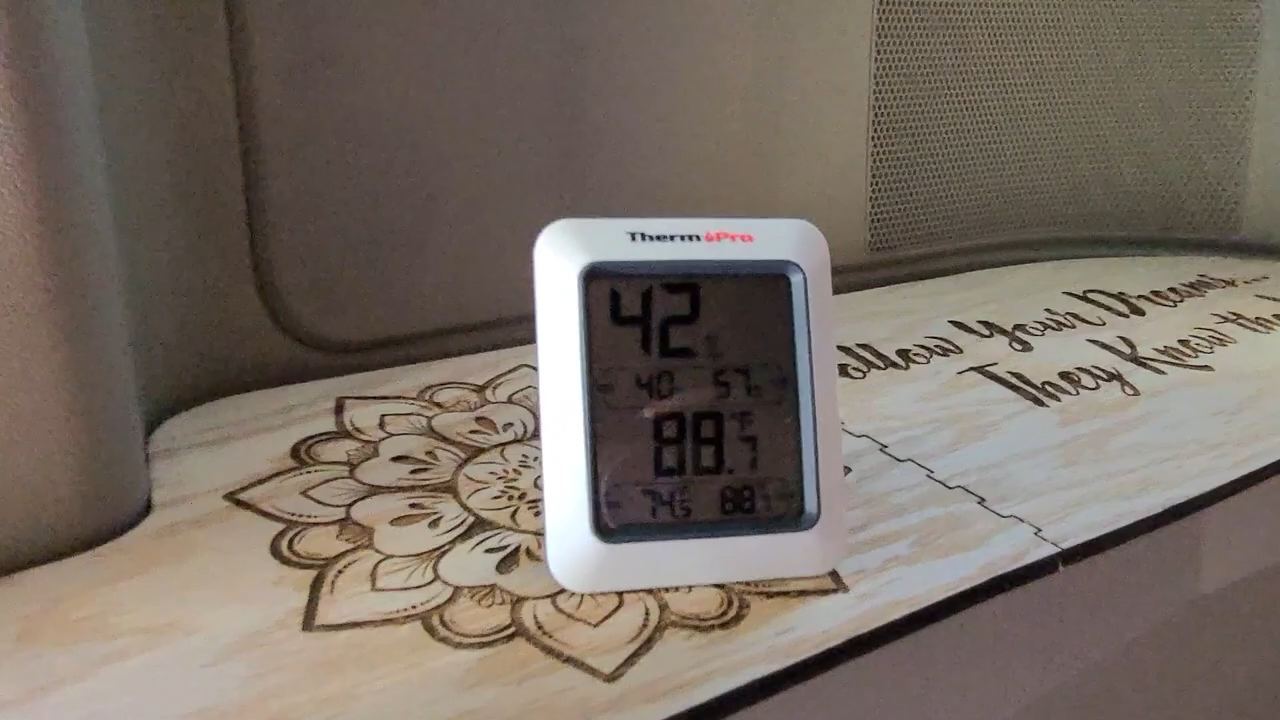 ThermoPro
42
40 57
88.7 °F
74.5 88
Follow Your Dreams...
They Know the